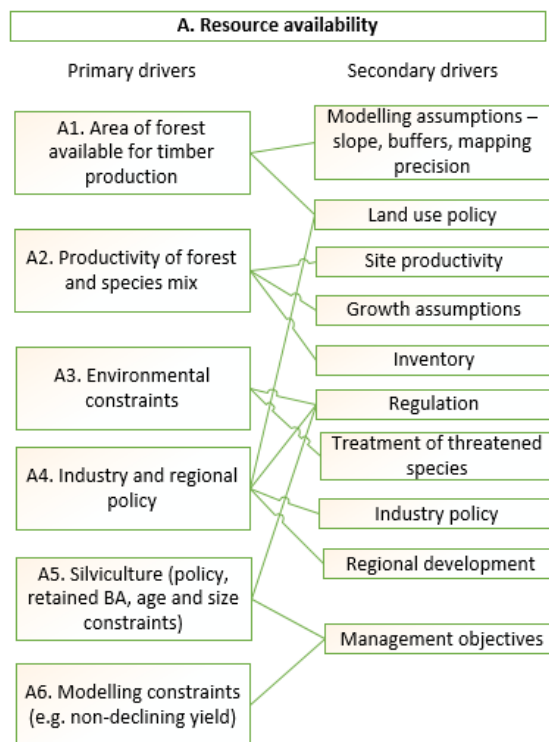 A. Resource availability
Primary drivers
Secondary drivers
A1. Area of forest
available for timber
production
A2. Productivity of forest
and species mix
A3. Environmental
constraints
A4. Industry and regional
policy
A5. Silviculture (policy,
retained BA, age and size
constraints)
A6. Modelling constraints
(e.g. non-declining yield)
Modelling assumptions –
slope, buffers, mapping
precision
Land use policy
Site productivity
Growth assumptions
Inventory
Regulation
Treatment of threatened
species
Industry policy
Regional development
Management objectives